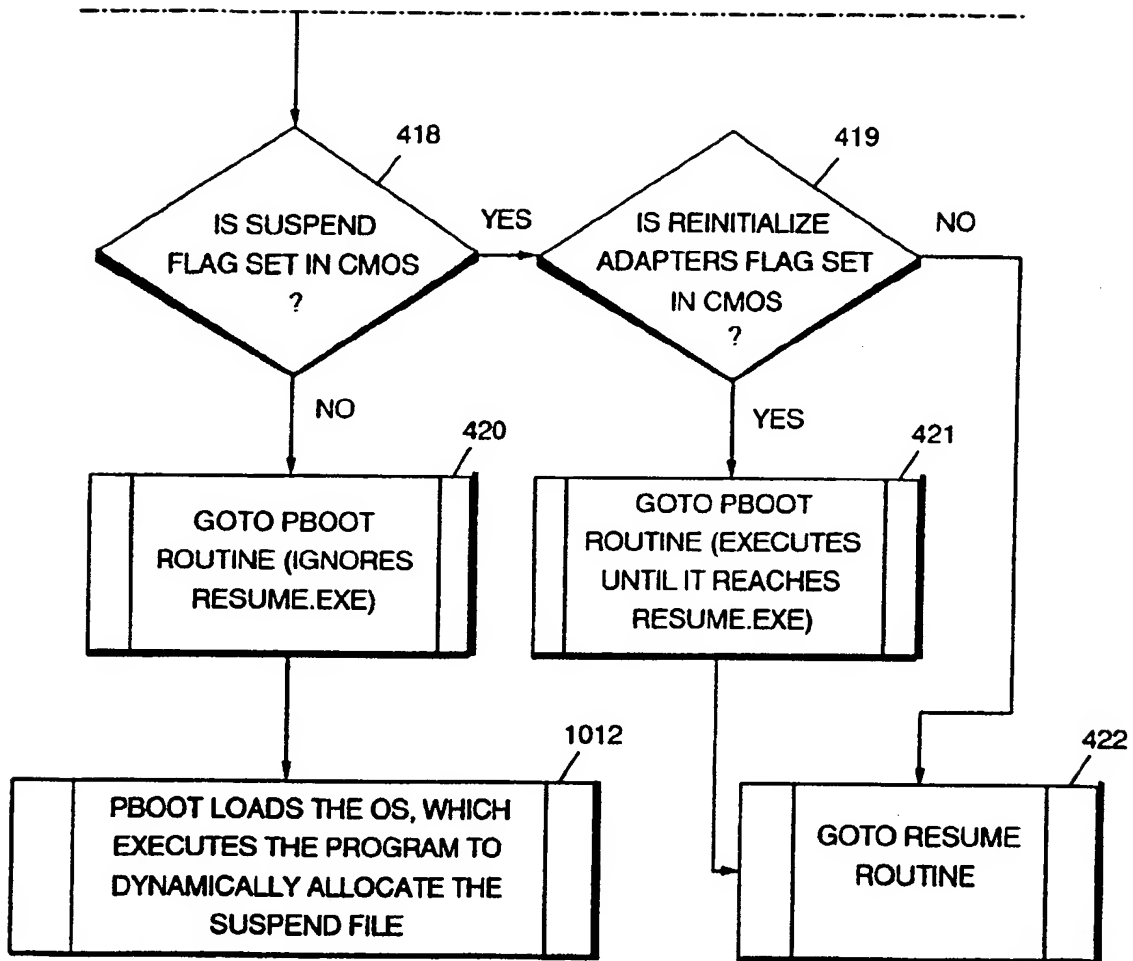 418
IS SUSPEND
FLAG SET IN CMOS
?
YES
419
IS REINITIALIZE
ADAPTERS FLAG SET
IN CMOS
?
NO
NO
YES
420
GOTO PBOOT
ROUTINE (IGNORES
RESUME.EXE)
421
GOTO PBOOT
ROUTINE (EXECUTES
UNTIL IT REACHES
RESUME.EXE)
1012
PBOOT LOADS THE OS, WHICH
EXECUTES THE PROGRAM TO
DYNAMICALLY ALLOCATE THE
SUSPEND FILE
422
GOTO RESUME
ROUTINE